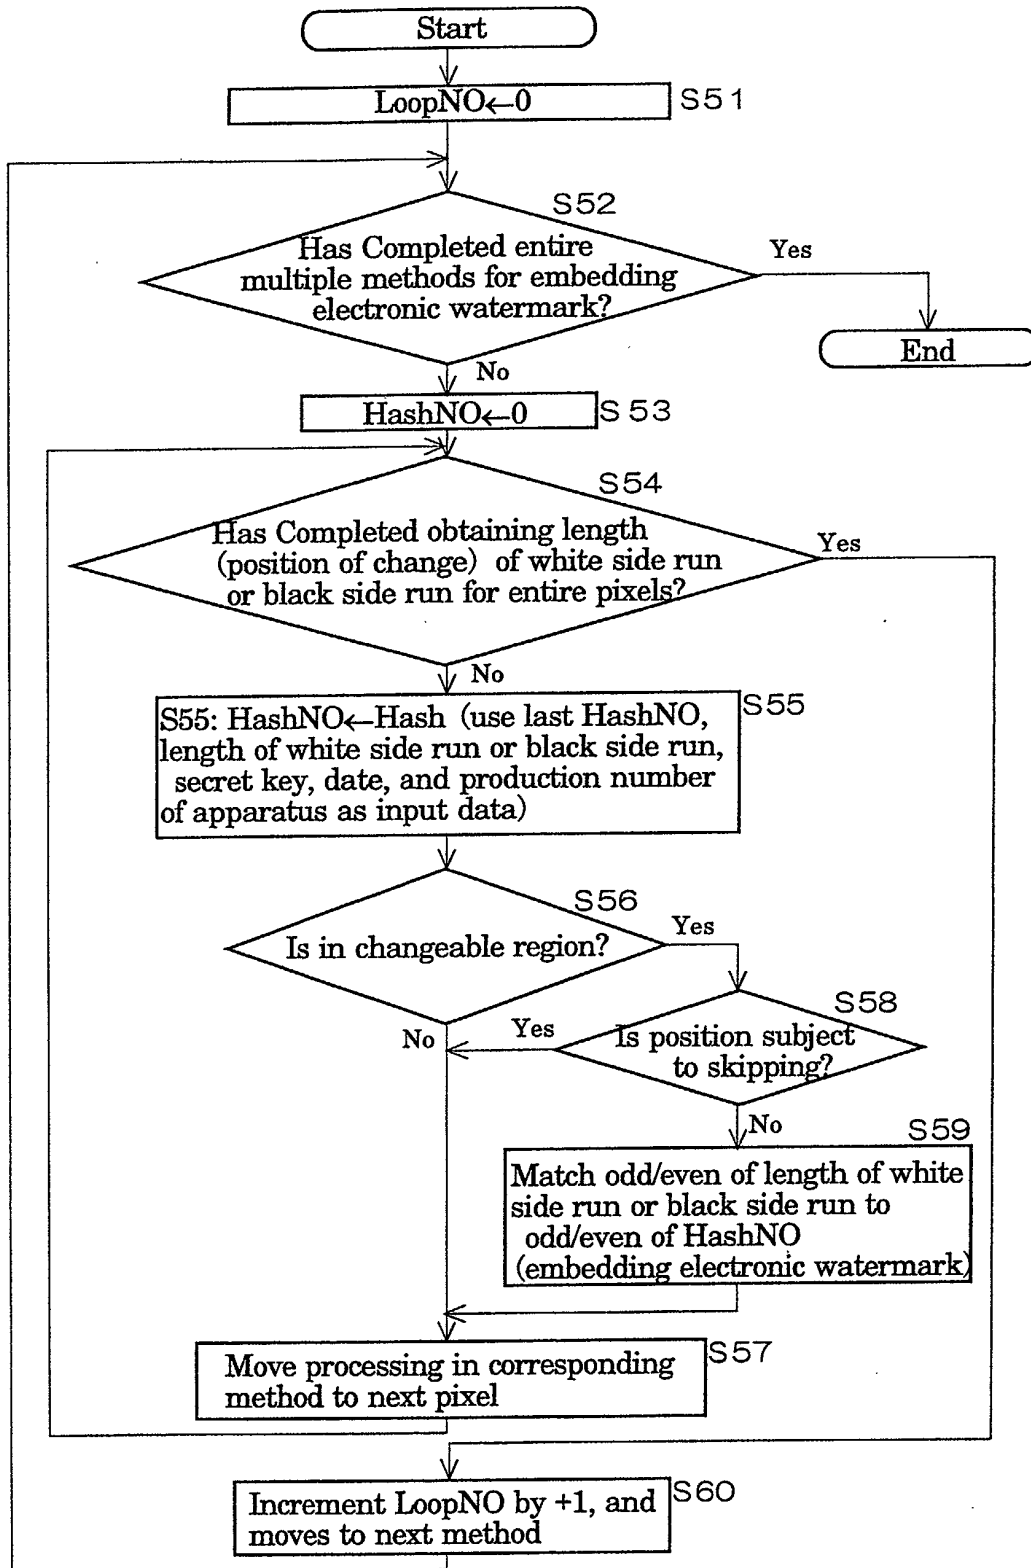 Start
LoopNO←0
S51
S52
Has Completed entire
multiple methods for embedding
electronic watermark?
Yes
End
No
HashNO←0
S53
S54
Has Completed obtaining length
(position of change) of white side run
or black side run for entire pixels?
Yes
No
S55: HashNO←Hash (use last HashNO,
length of white side run or black side run,
secret key, date, and production number
of apparatus as input data)
S55
S56
Is in changeable region?
Yes
S58
No
Yes
Is position subject
to skipping?
No
S59
Match odd/even of length of white
side run or black side run to
odd/even of HashNO
(embedding electronic watermark)
S57
Move processing in corresponding
method to next pixel
S60
Increment LoopNO by +1, and
moves to next method